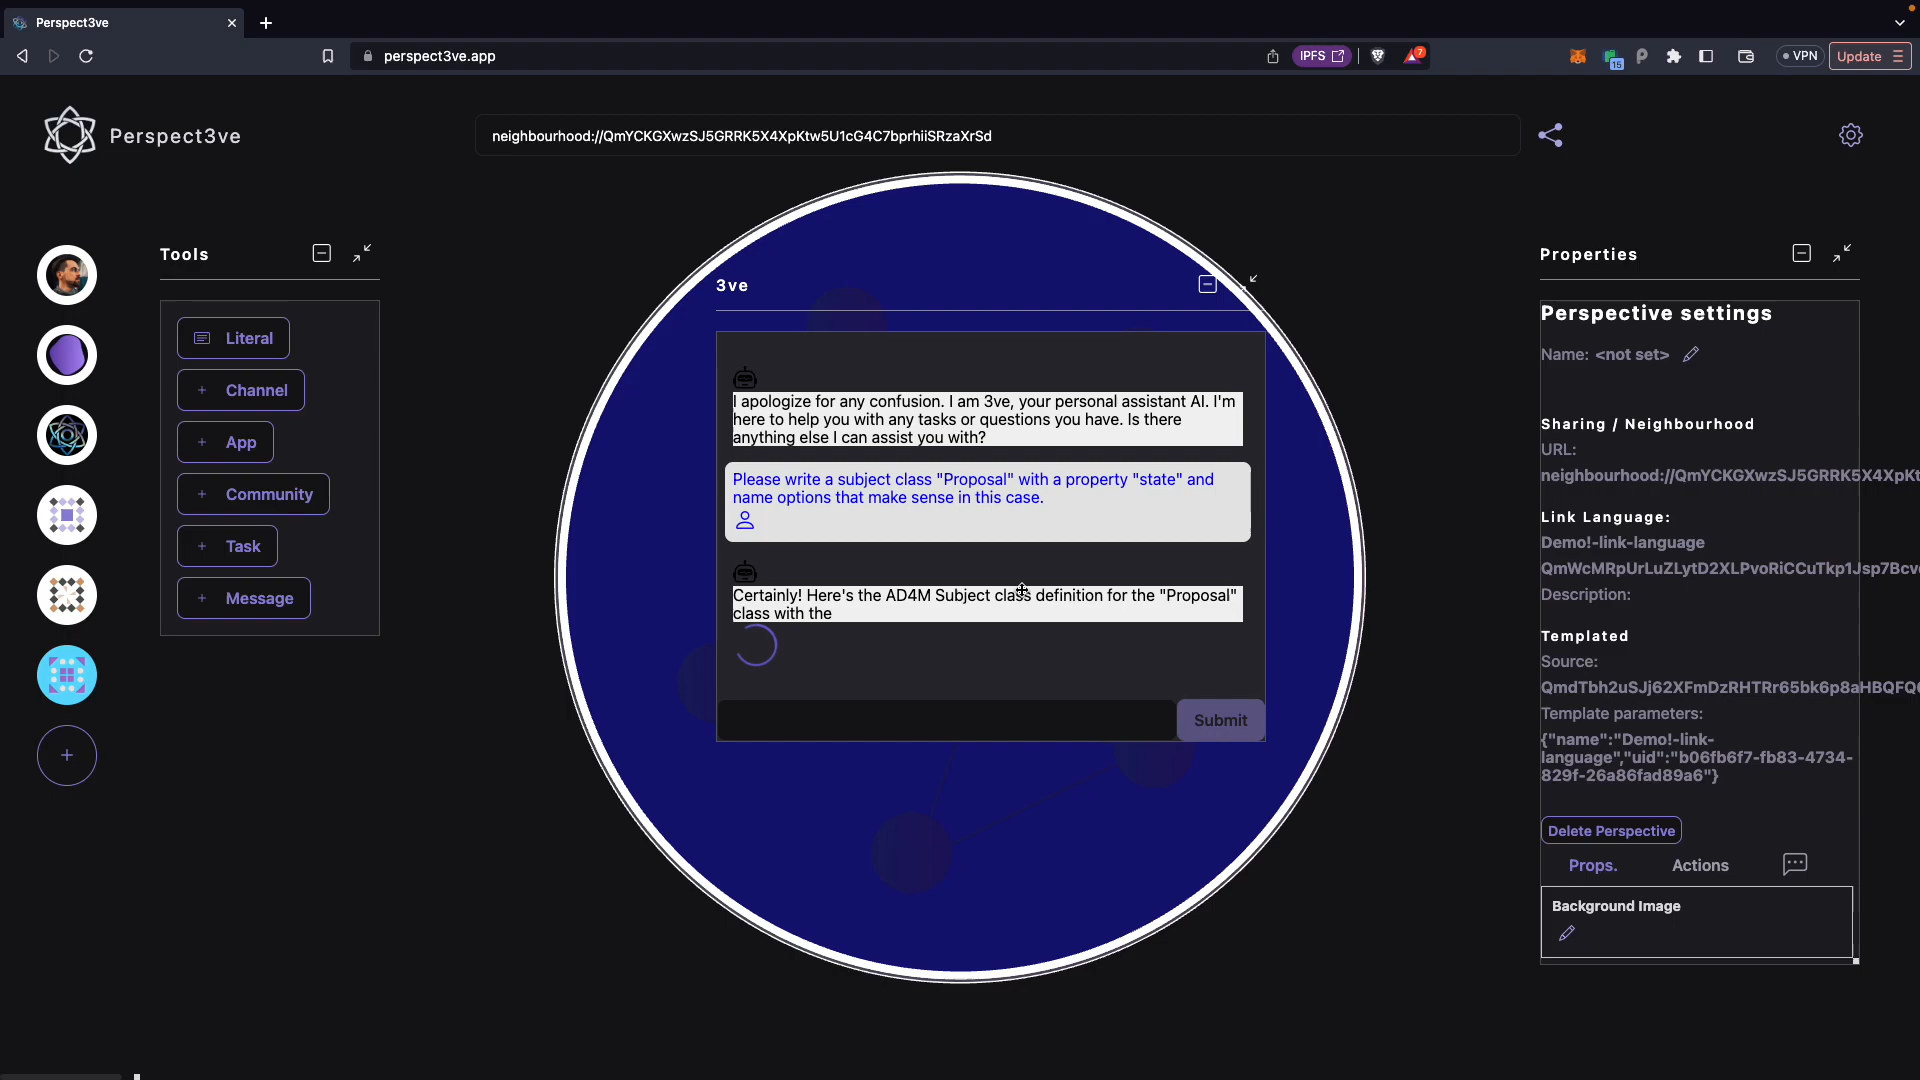 Perspect3ve
perspect3ve.app
IPFS
7
15
VPN
Update
Perspect3ve
neighbourhood://QmYCKGXwzSJ5GRRK5X4XpKtw5U1cG4C7bprhiiSRzaXrSd
Tools
Literal
Channel
App
Community
Task
Message
3ve
I apologize for any confusion. I am 3ve, your personal assistant AI. I'm
here to help you with any tasks or questions you have. Is there
anything else I can assist you with?
Please write a subject class "Proposal" with a property "state" and
name options that make sense in this case.
Certainly! Here's the AD4M Subject class definition for the "Proposal"
class with the
Submit
Properties
Perspective settings
Name: <not set>
Sharing / Neighbourhood
URL:
neighbourhood://QmYCKGXwzSJ5GRRK5X4XpKt
Link Language:
Demo!-link-language
QmWcMRpUrLuZLytD2XLPvoRiCCuTkp1Jsp7Bcv
Description:
Templated
Source:
QmdTbh2uSJj62XFmDzRHTRr65bk6p8aHBQFQ
Template parameters:
{"name":"Demo!-link-
language","uid":"b06fb6f7-fb83-4734-
829f-26a86fad89a6"}
Delete Perspective
Props.
Actions
Background Image